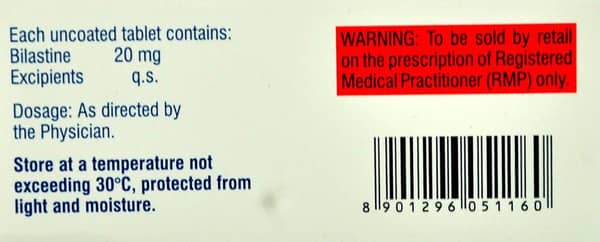 Each uncoated tablet contains:
Bilastine 20 mg
Excipients q.s.
Dosage: As directed by
the Physician.
Store at a temperature not
exceeding 30°C, protected from
light and moisture.
WARNING: To be sold by retail
on the prescription of Registered
Medical Practitioner (RMP) only.
8 901296 051160